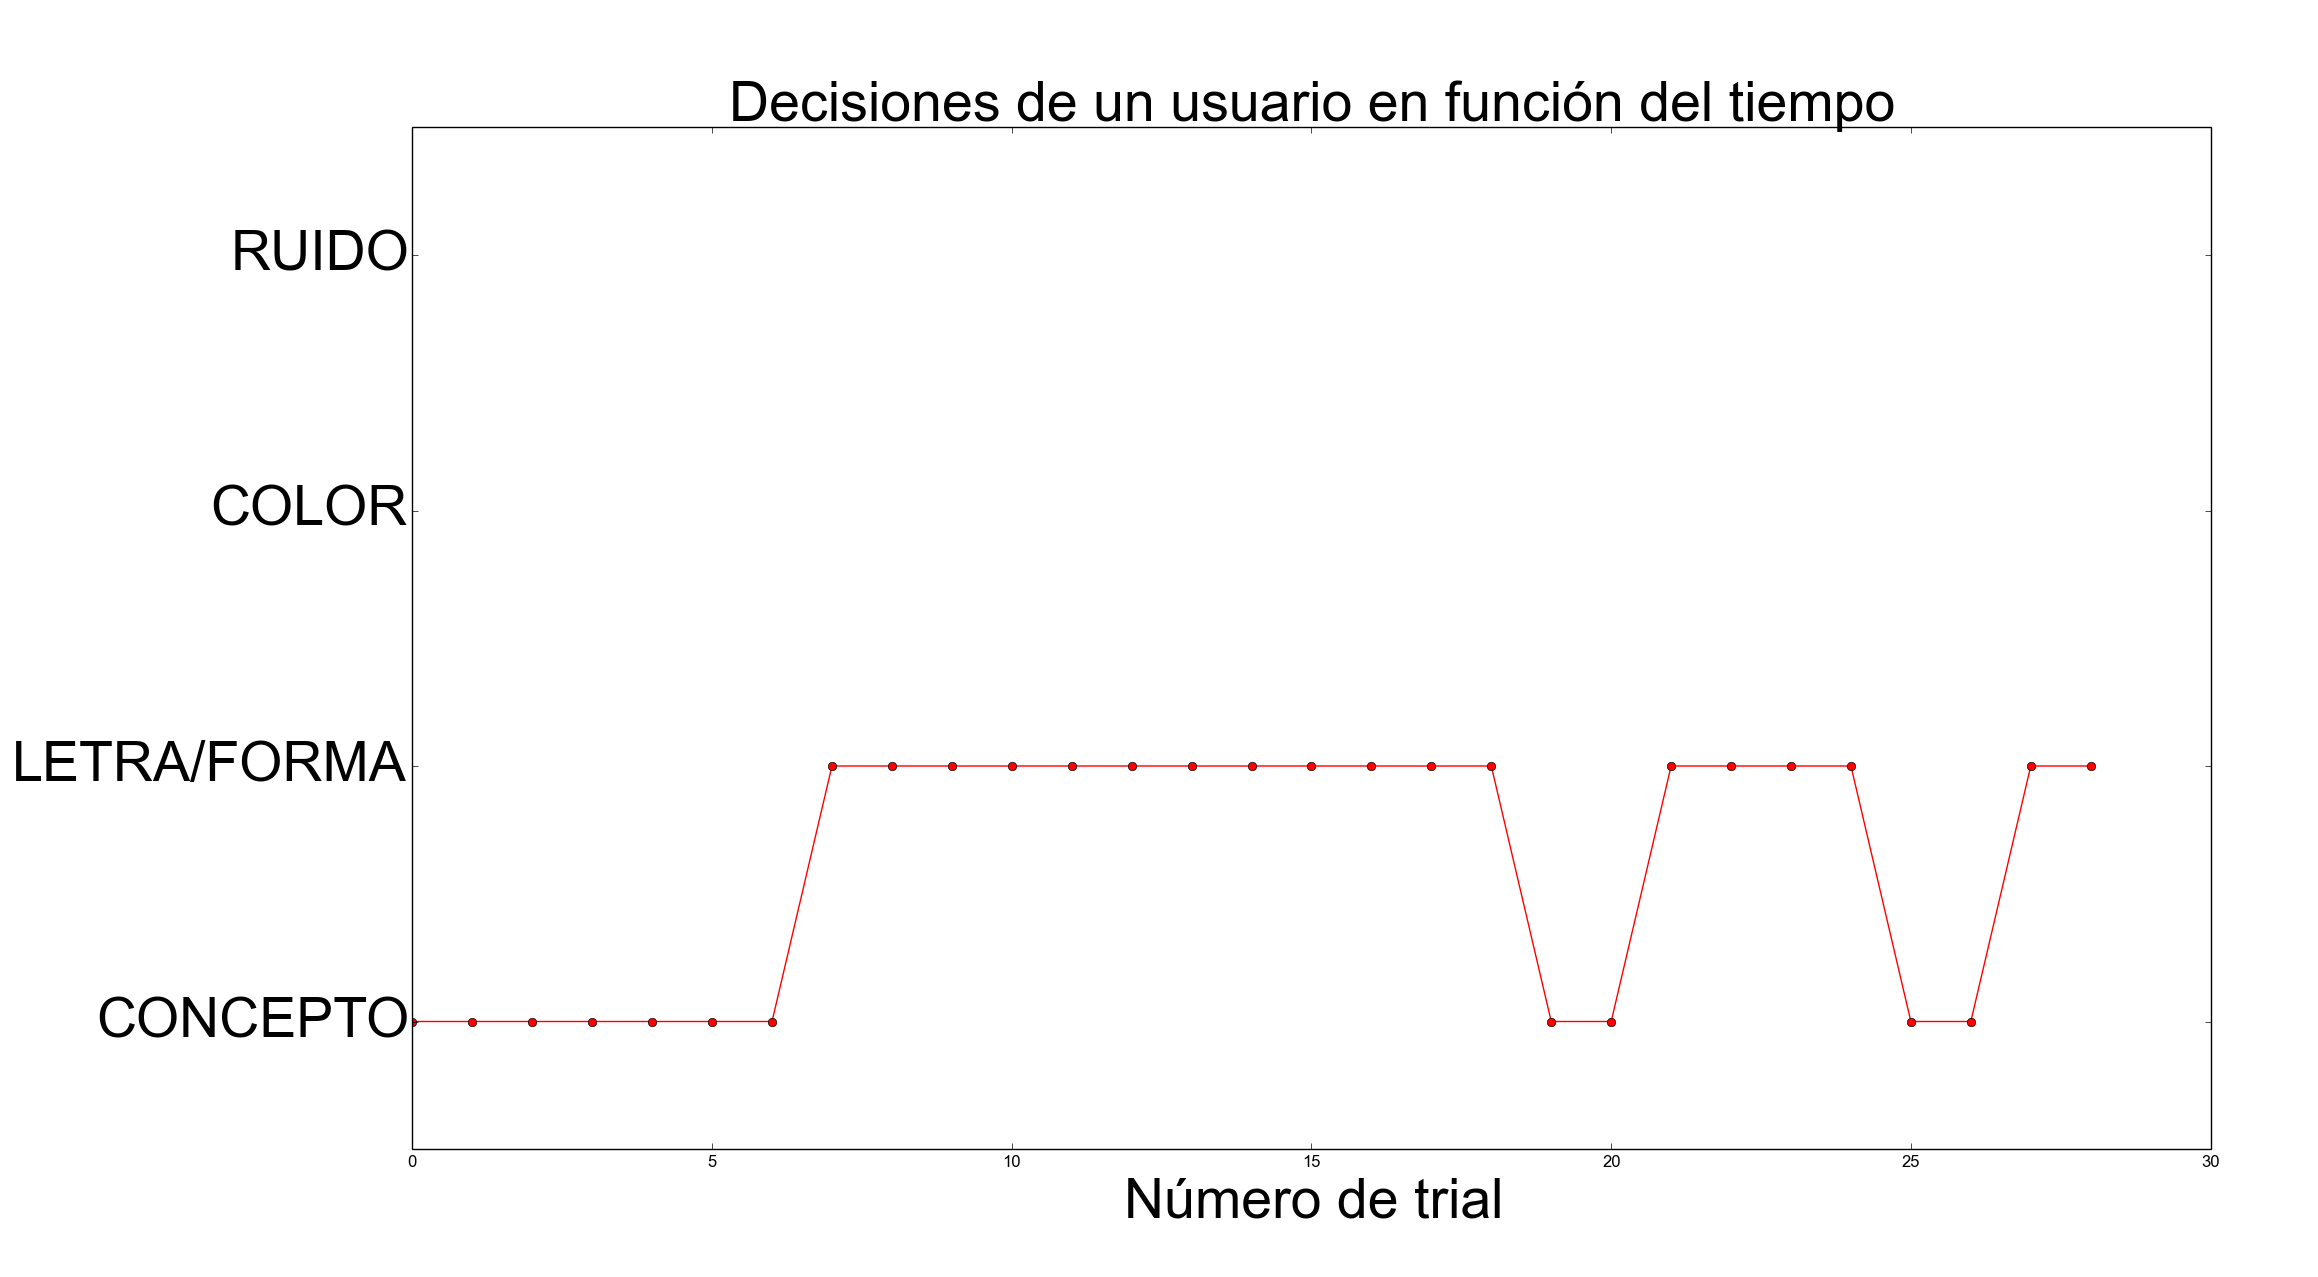 Decisiones de un usuario en función del tiempo
RUIDO
COLOR
LETRA/FORMA
CONCEPTO
0 5 10 15 20 25 30
Número de trial